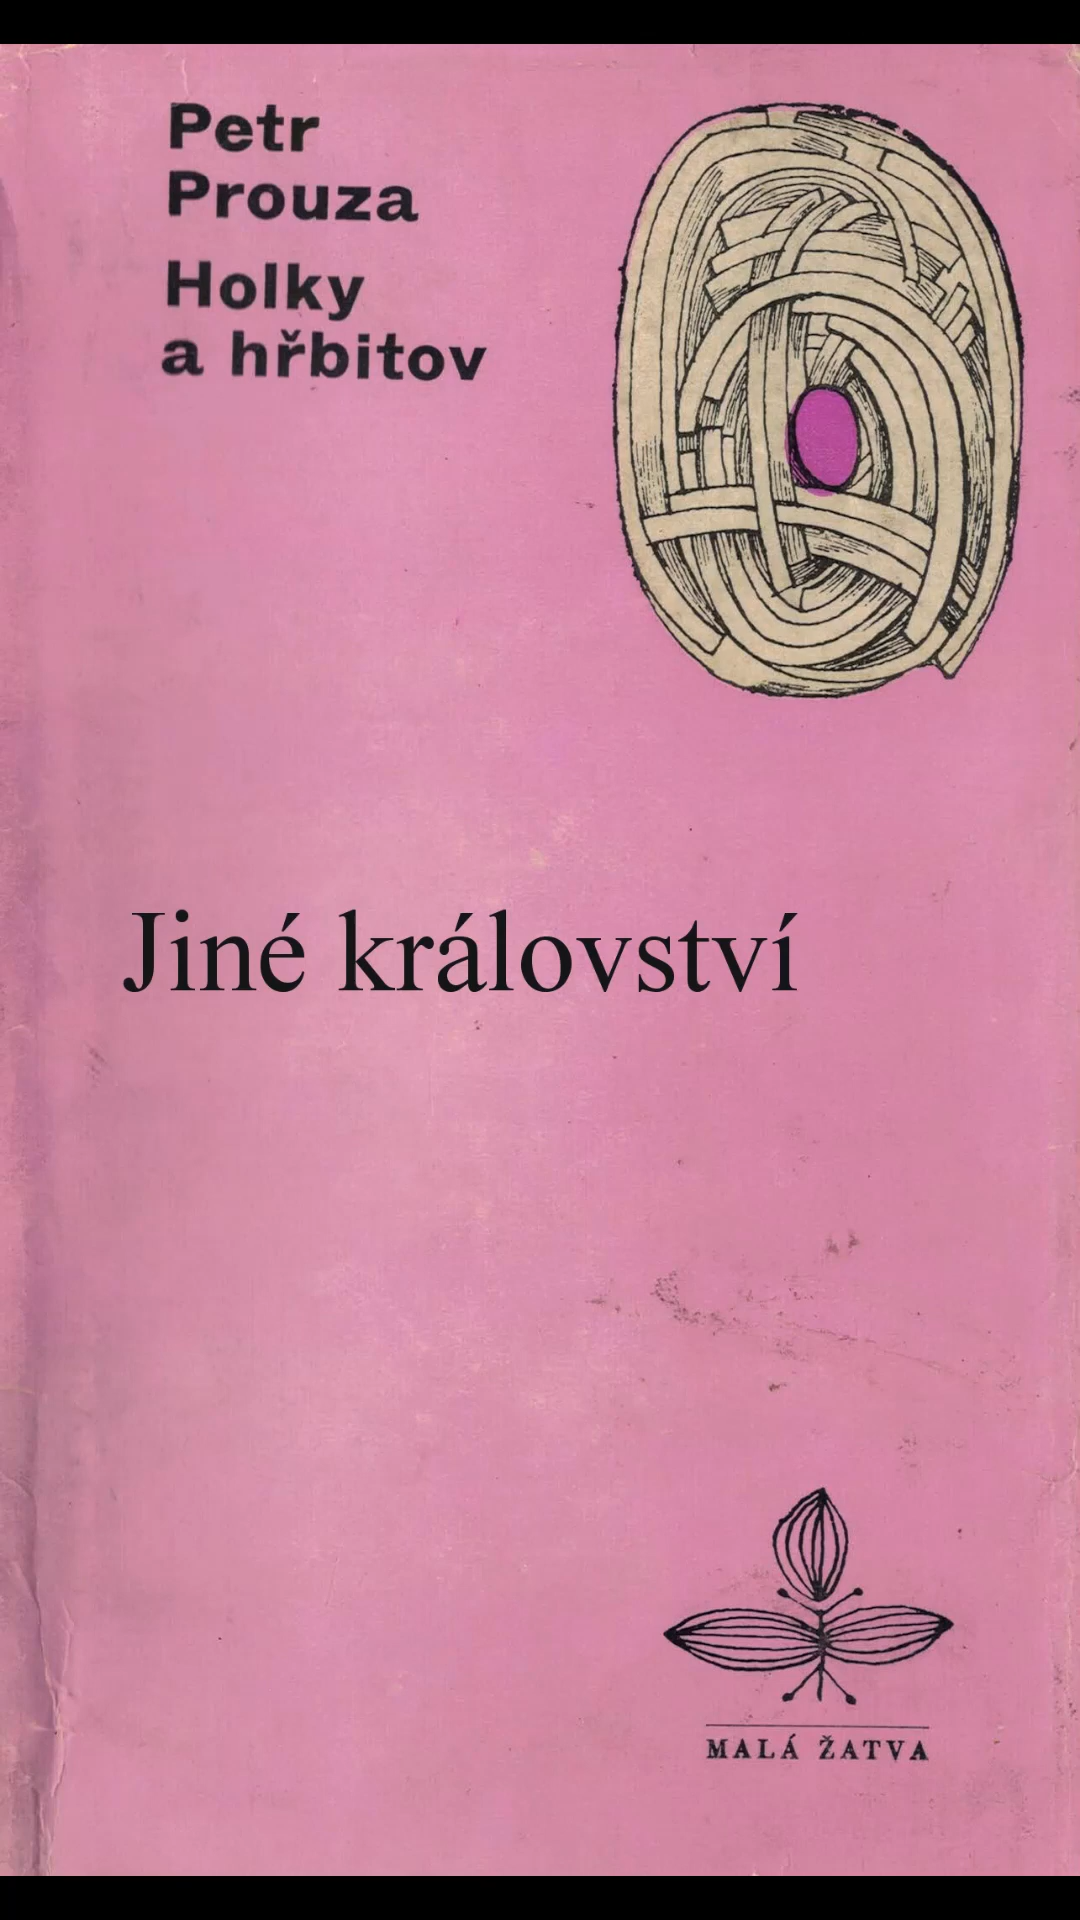 Petr
Prouza
Holky
a hřbitov
Jiné království
MALÁ ŽATVA